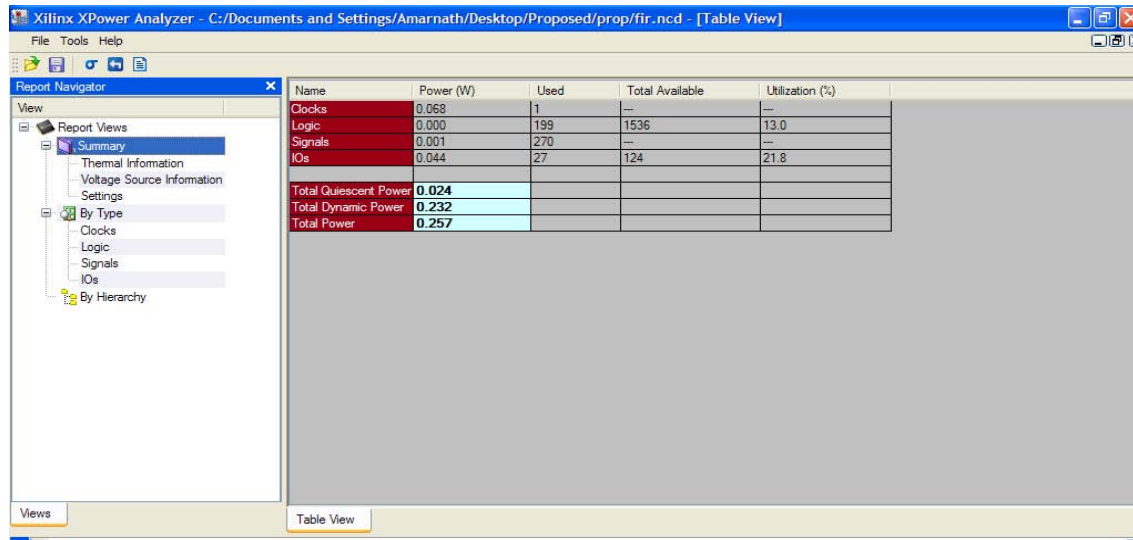 Xilinx XPower Analyzer - C:/Documents and Settings/Amarnath/Desktop/Proposed/prop/fir.ncd - [Table View]
File Tools Help
Report Navigator
View
Report Views
Summary
Thermal Information
Voltage Source Information
Settings
By Type
Clocks
Logic
Signals
IOs
By Hierarchy
Views
Name Power (W) Used Total Available Utilization (%)
Clocks 0.068 1 --- ---
Logic 0.000 199 1536 13.0
Signals 0.001 270 --- ---
IOs 0.044 27 124 21.8
Total Quiescent Power 0.024
Total Dynamic Power 0.232
Total Power 0.257
Table View